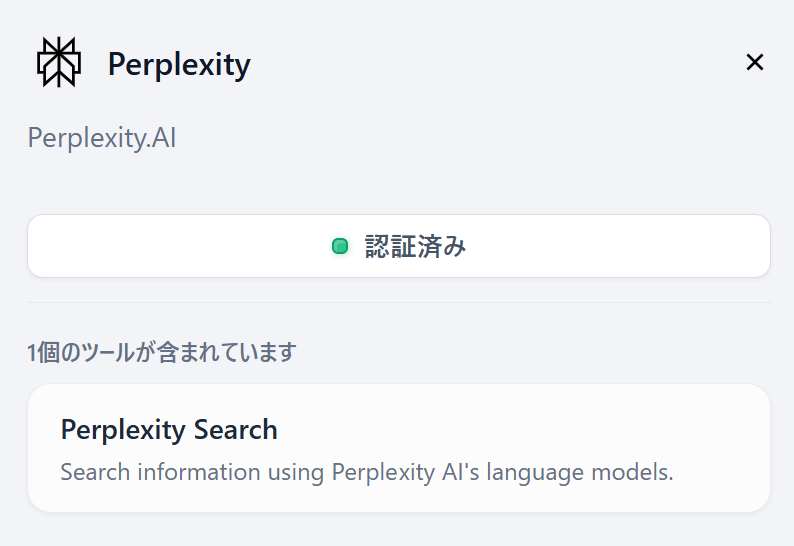 Perplexity
Perplexity.AI
認証済み
1個のツールが含まれています
Perplexity Search
Search information using Perplexity AI's language models.